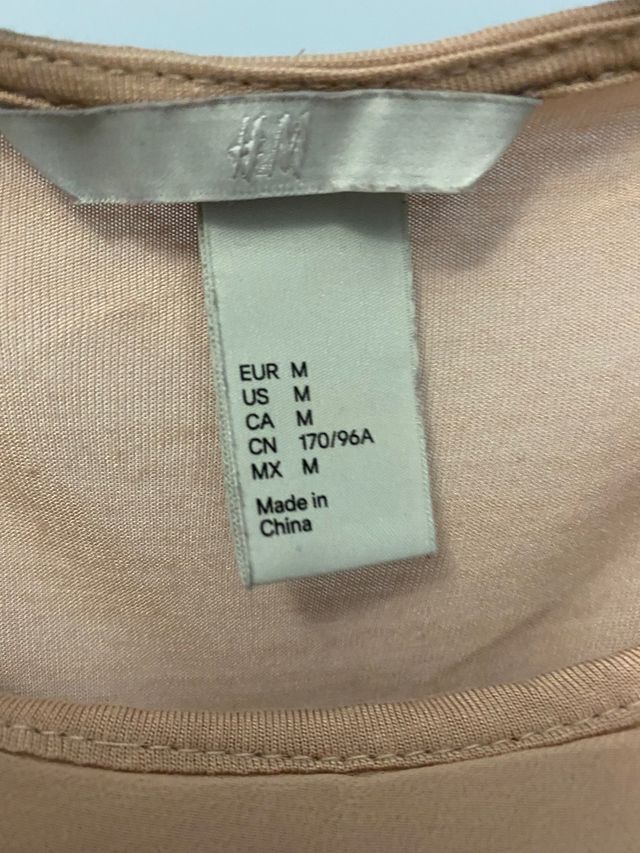 H&M
EUR M
US M
CA M
CN 170/96A
MX M
Made in
China